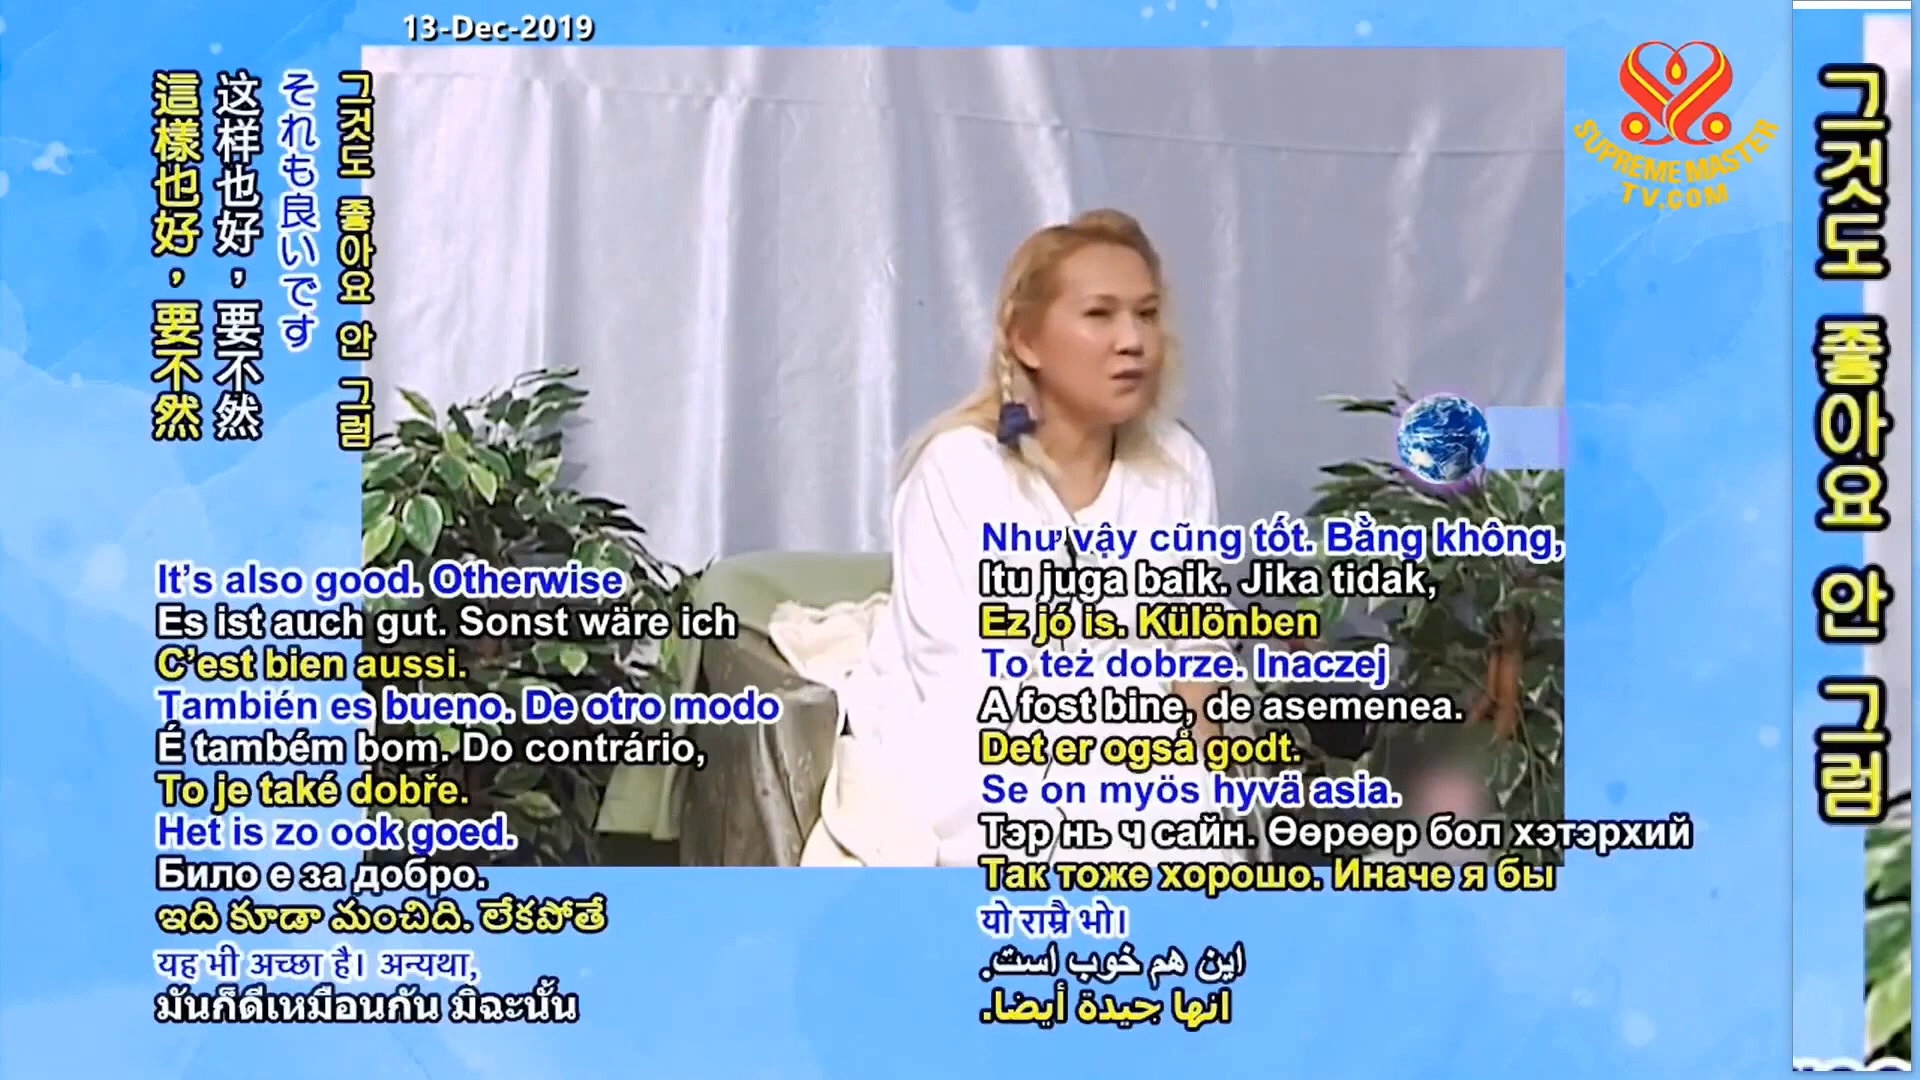 13-Dec-2019
SUPREME MASTER
TV.COM
這樣也好，要不然
这样也好，要不然
それも良いです
그것도 좋아요 안 그럼
It's also good. Otherwise
Es ist auch gut. Sonst wäre ich
C'est bien aussi.
También es bueno. De otro modo
É também bom. Do contrário,
To je také dobře.
Het is zo ook goed.
Било е за добро.
ఇది కూడా మంచిది. లేకపోతే
यह भी अच्छा है। अन्यथा,
มันก็ดีเหมือนกัน มิฉะนั้น
Như vậy cũng tốt. Bằng không,
Itu juga baik. Jika tidak,
Ez jó is. Különben
To też dobrze. Inaczej
A fost bine, de asemenea.
Det er også godt.
Se on myös hyvä asia.
Тэр нь ч сайн. Өөрөөр бол хэтэрхий
Так тоже хорошо. Иначе я бы
यो राम्रै भो।
این هم خوب است.
انها جيدة أيضا.
그것도 좋아요 안 그럼